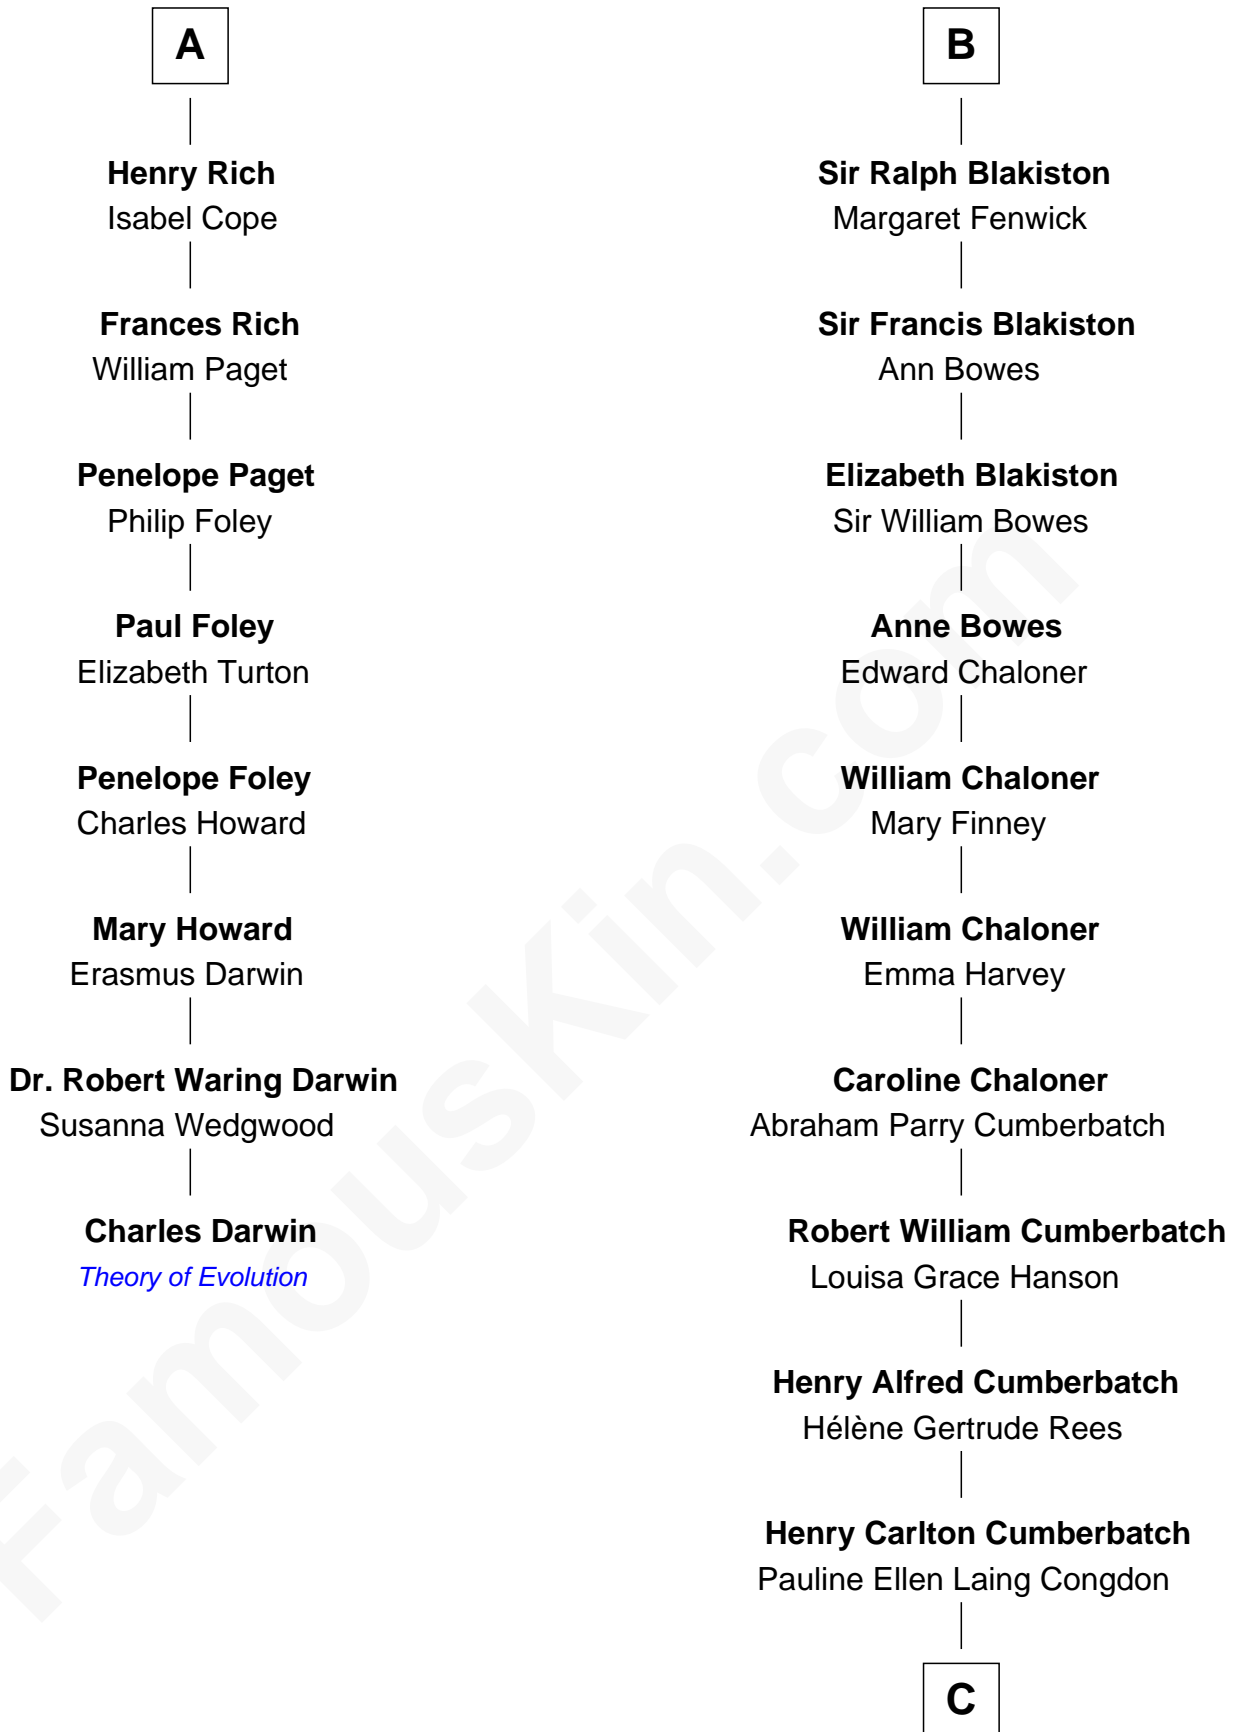 A
Henry Rich
Isabel Cope
Frances Rich
William Paget
Penelope Paget
Philip Foley
Paul Foley
Elizabeth Turton
Penelope Foley
Charles Howard
Mary Howard
Erasmus Darwin
Dr. Robert Waring Darwin
Susanna Wedgwood
Charles Darwin
Theory of Evolution
B
Sir Ralph Blakiston
Margaret Fenwick
Sir Francis Blakiston
Ann Bowes
Elizabeth Blakiston
Sir William Bowes
Anne Bowes
Edward Chaloner
William Chaloner
Mary Finney
William Chaloner
Emma Harvey
Caroline Chaloner
Abraham Parry Cumberbatch
Robert William Cumberbatch
Louisa Grace Hanson
Henry Alfred Cumberbatch
Hélène Gertrude Rees
Henry Carlton Cumberbatch
Pauline Ellen Laing Congdon
C
FamousKin.com